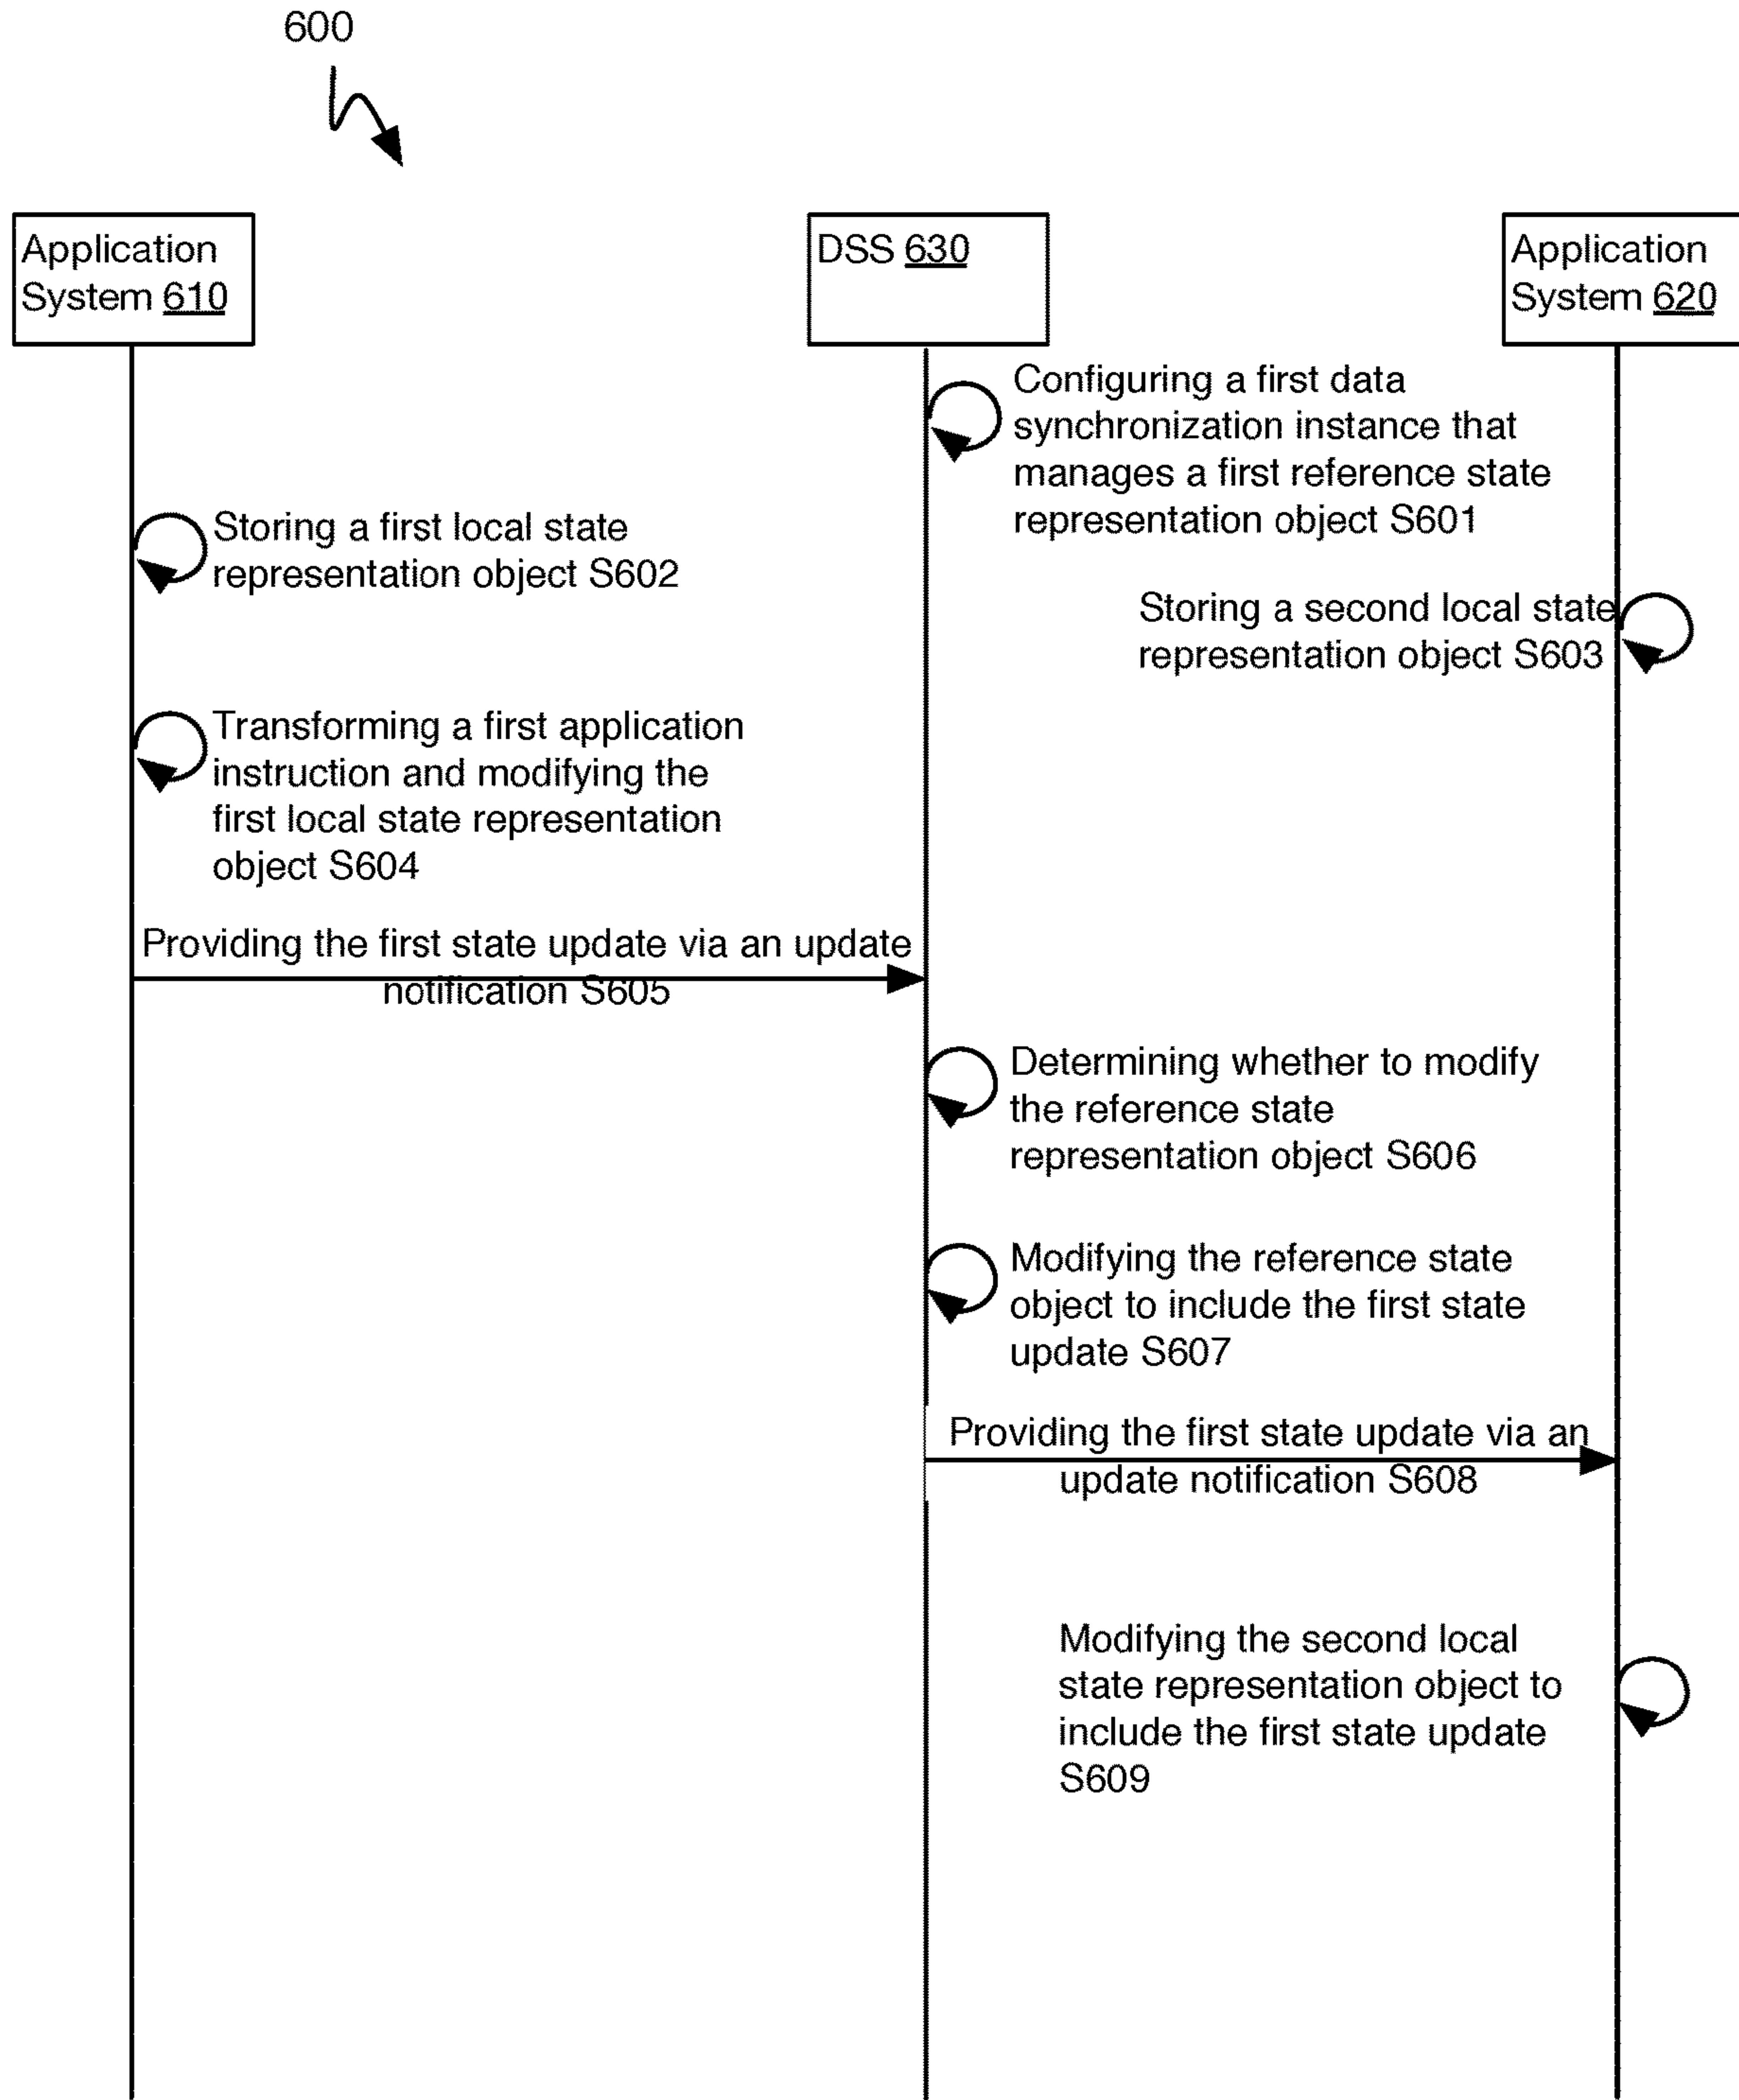 600
Application
System 610
DSS 630
Application
System 620
Configuring a first data
synchronization instance that
manages a first reference state
representation object S601
Storing a first local state
representation object S602
Storing a second local state
representation object S603
Transforming a first application
instruction and modifying the
first local state representation
object S604
Providing the first state update via an update
notification S605
Determining whether to modify
the reference state
representation object S606
Modifying the reference state
object to include the first state
update S607
Providing the first state update via an
update notification S608
Modifying the second local
state representation object to
include the first state update
S609